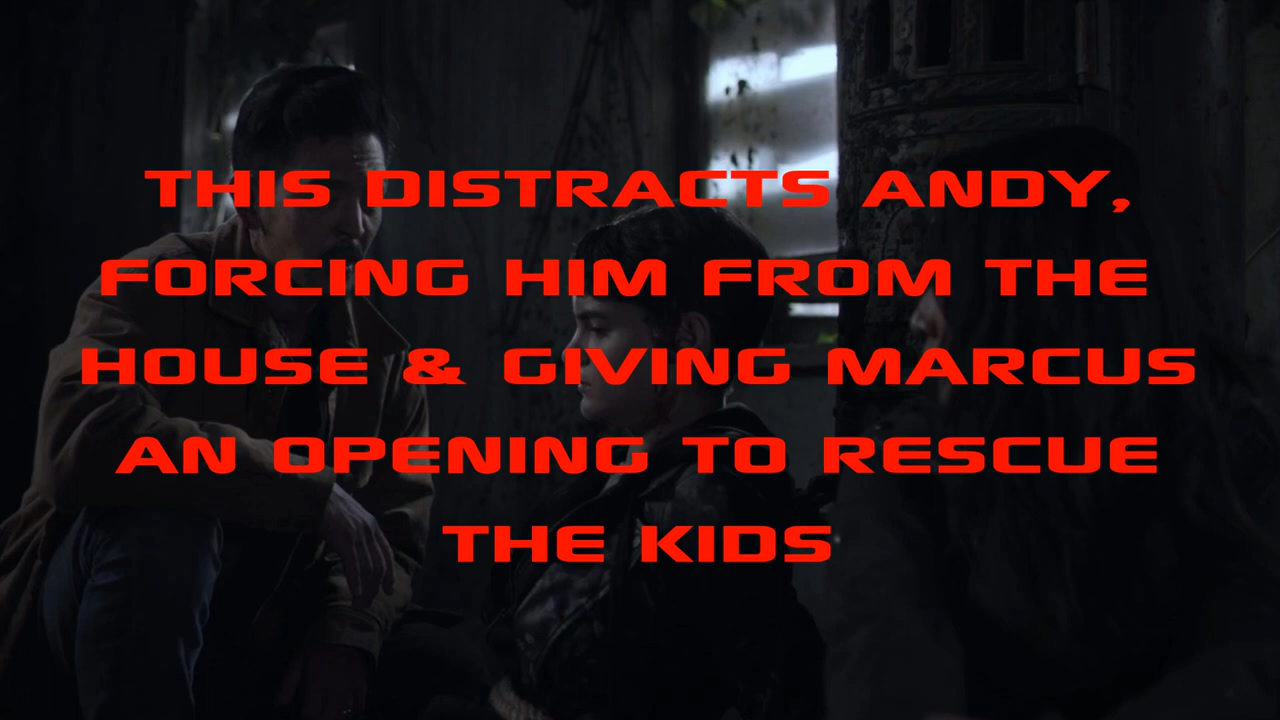 THIS DISTRACTS ANDY,
FORCING HIM FROM THE
HOUSE & GIVING MARCUS
AN OPENING TO RESCUE
THE KIDS